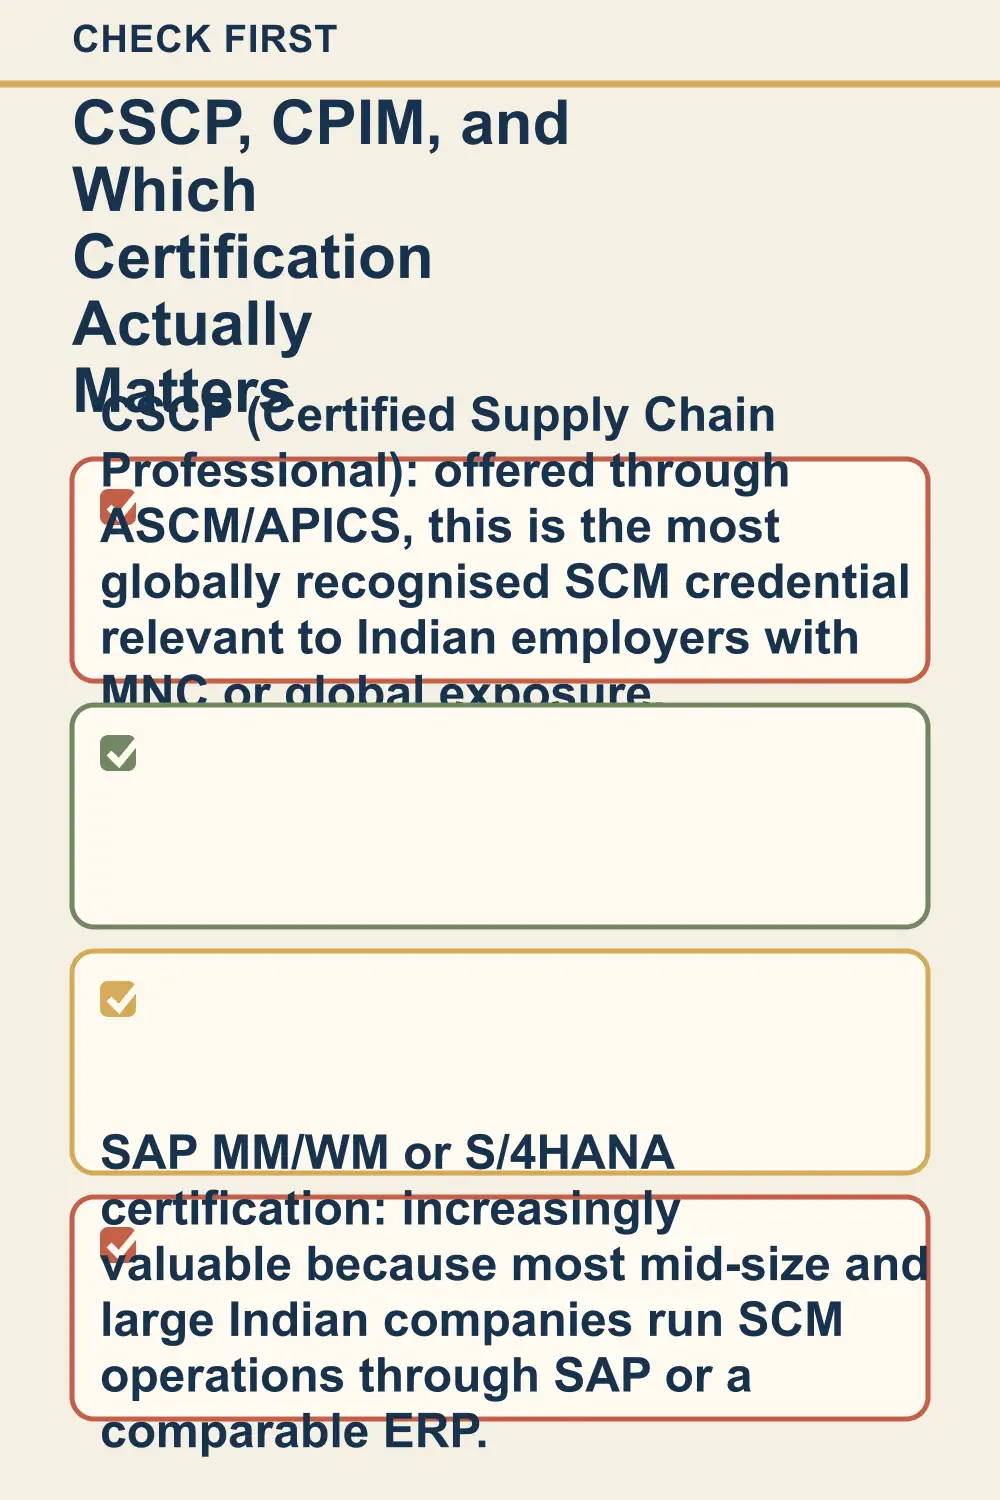 CHECK FIRST
CSCP, CPIM, and
Which
Certification
Actually
Matters
CSCP (Certified Supply Chain
Professional): offered through
ASCM/APICS, this is the most
globally recognised SCM credential
relevant to Indian employers with
MNC or global exposure.
SAP MM/WM or S/4HANA
certification: increasingly
valuable because most mid-size and
large Indian companies run SCM
operations through SAP or a
comparable ERP.